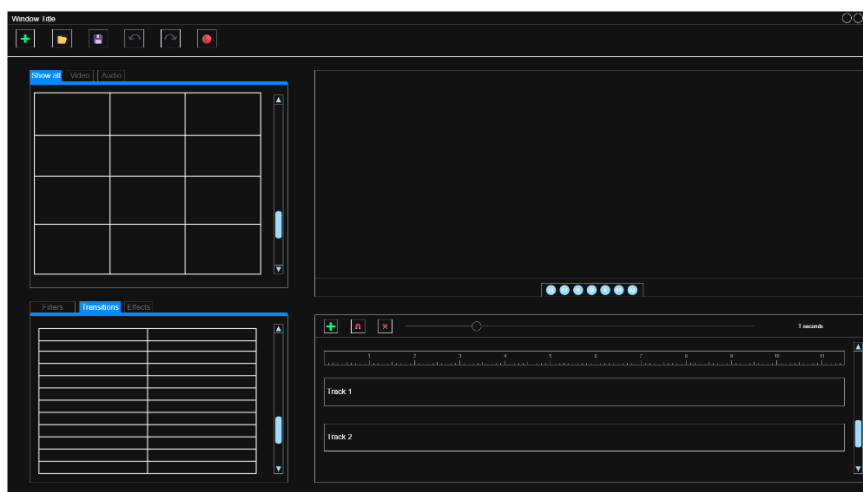 Window Title
Show all Video Audio
Filters Transitions Effects
1 2 3 4 5 6 7 8 9 10 11
Track 1
Track 2